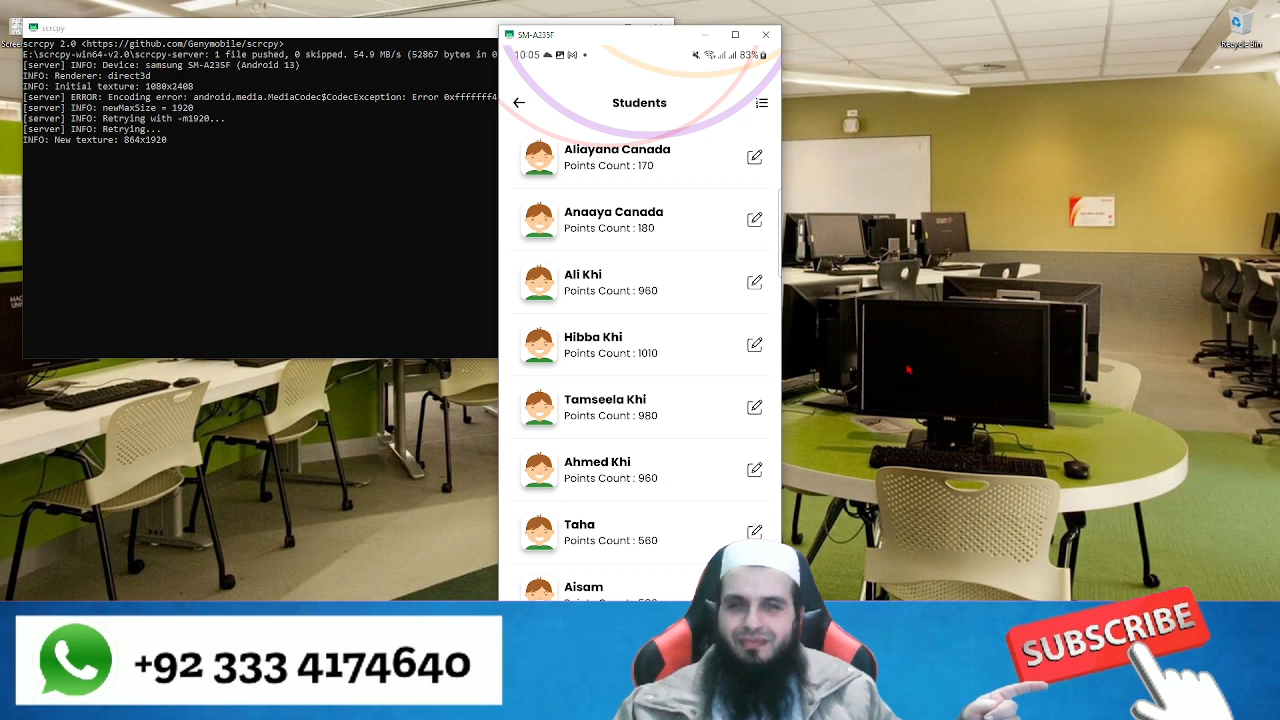 scrcpy
scrcpy 2.0 <https://github.com/Genymobile/scrcpy>
E:\scrcpy-win64-v2.0\scrcpy-server: 1 file pushed, 0 skipped. 54.9 MB/s (52867 bytes in 0
[server] INFO: Device: samsung SM-A235F (Android 13)
INFO: Renderer: direct3d
INFO: Initial texture: 1080x2408
[server] ERROR: Encoding error: android.media.MediaCodec$CodecException: Error 0xfffffff4
[server] INFO: newMaxSize = 1920
[server] INFO: Retrying with -m1920...
[server] INFO: Retrying...
INFO: New texture: 864x1920
SM-A235F
10:05
83%
Students
Aliayana Canada
Points Count : 170
Anaaya Canada
Points Count : 180
Ali Khi
Points Count : 960
Hibba Khi
Points Count : 1010
Tamseela Khi
Points Count : 980
Ahmed Khi
Points Count : 960
Taha
Points Count : 560
Aisam
Recycle Bin
DELL
+92 333 4174640
SUBSCRIBE